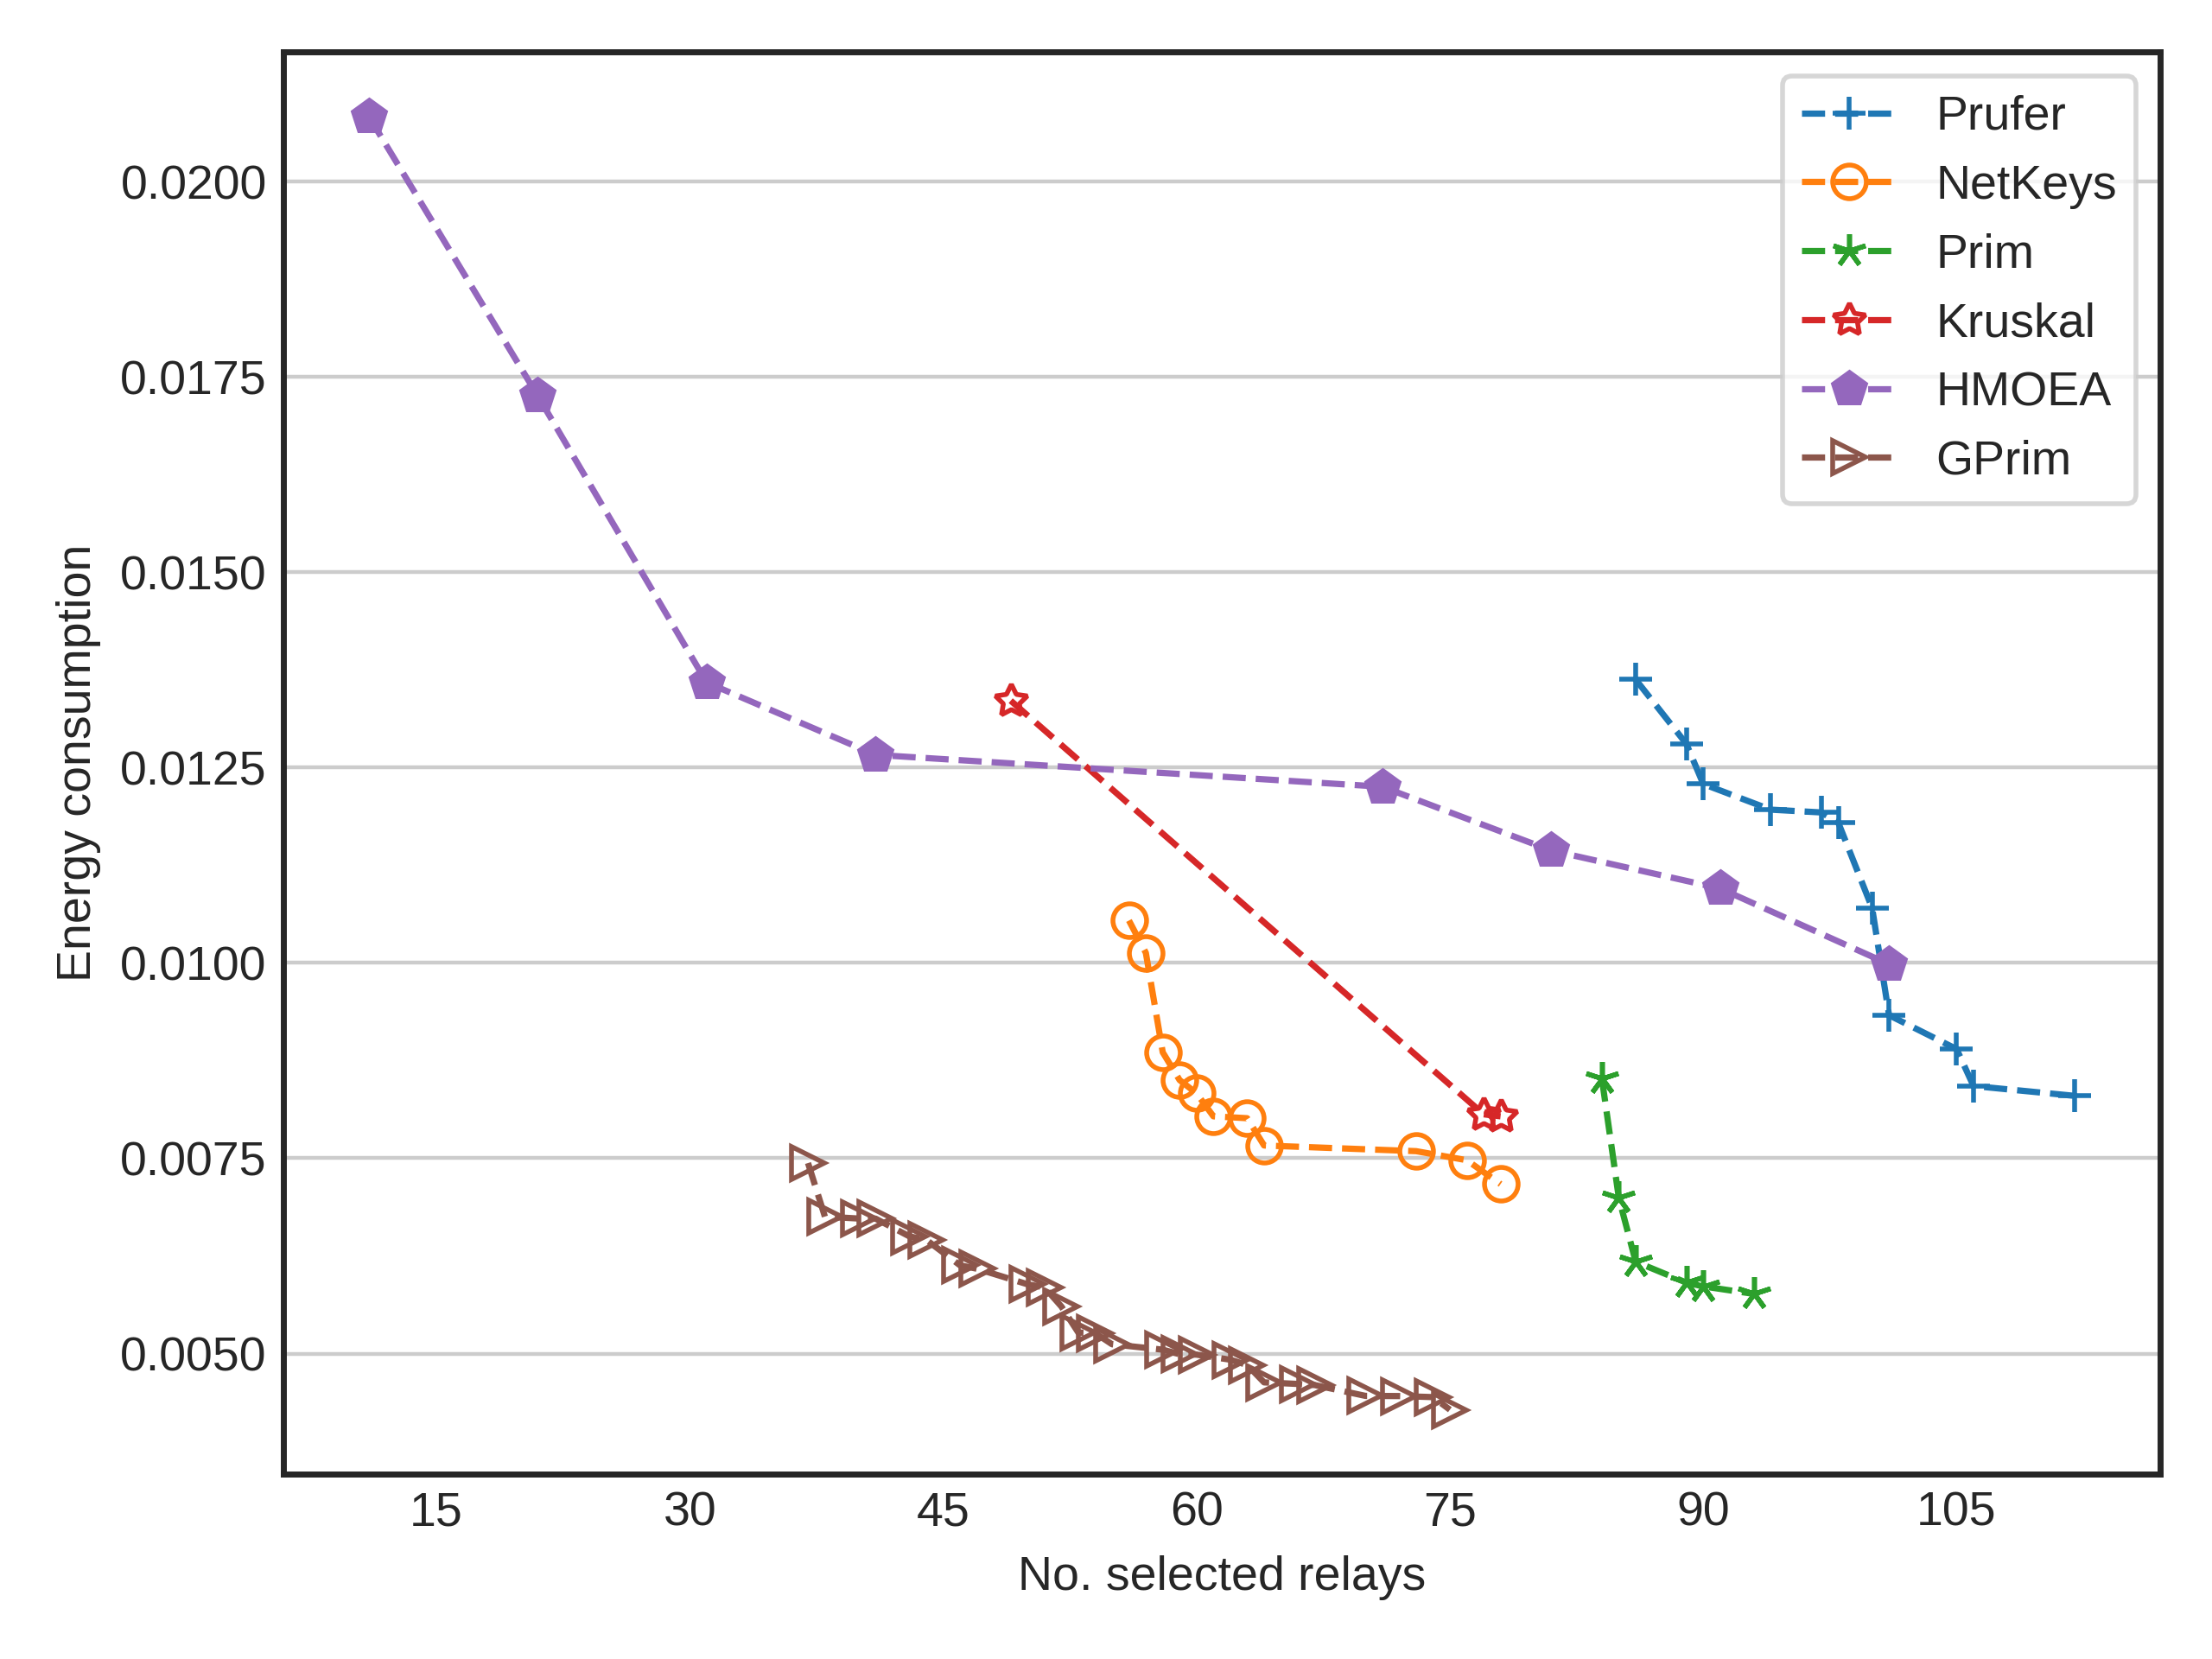 Prufer
NetKeys
Prim
Kruskal
HMOEA
GPrim
Energy consumption
0.0200
0.0175
0.0150
0.0125
0.0100
0.0075
0.0050
15 30 45 60 75 90 105
No. selected relays